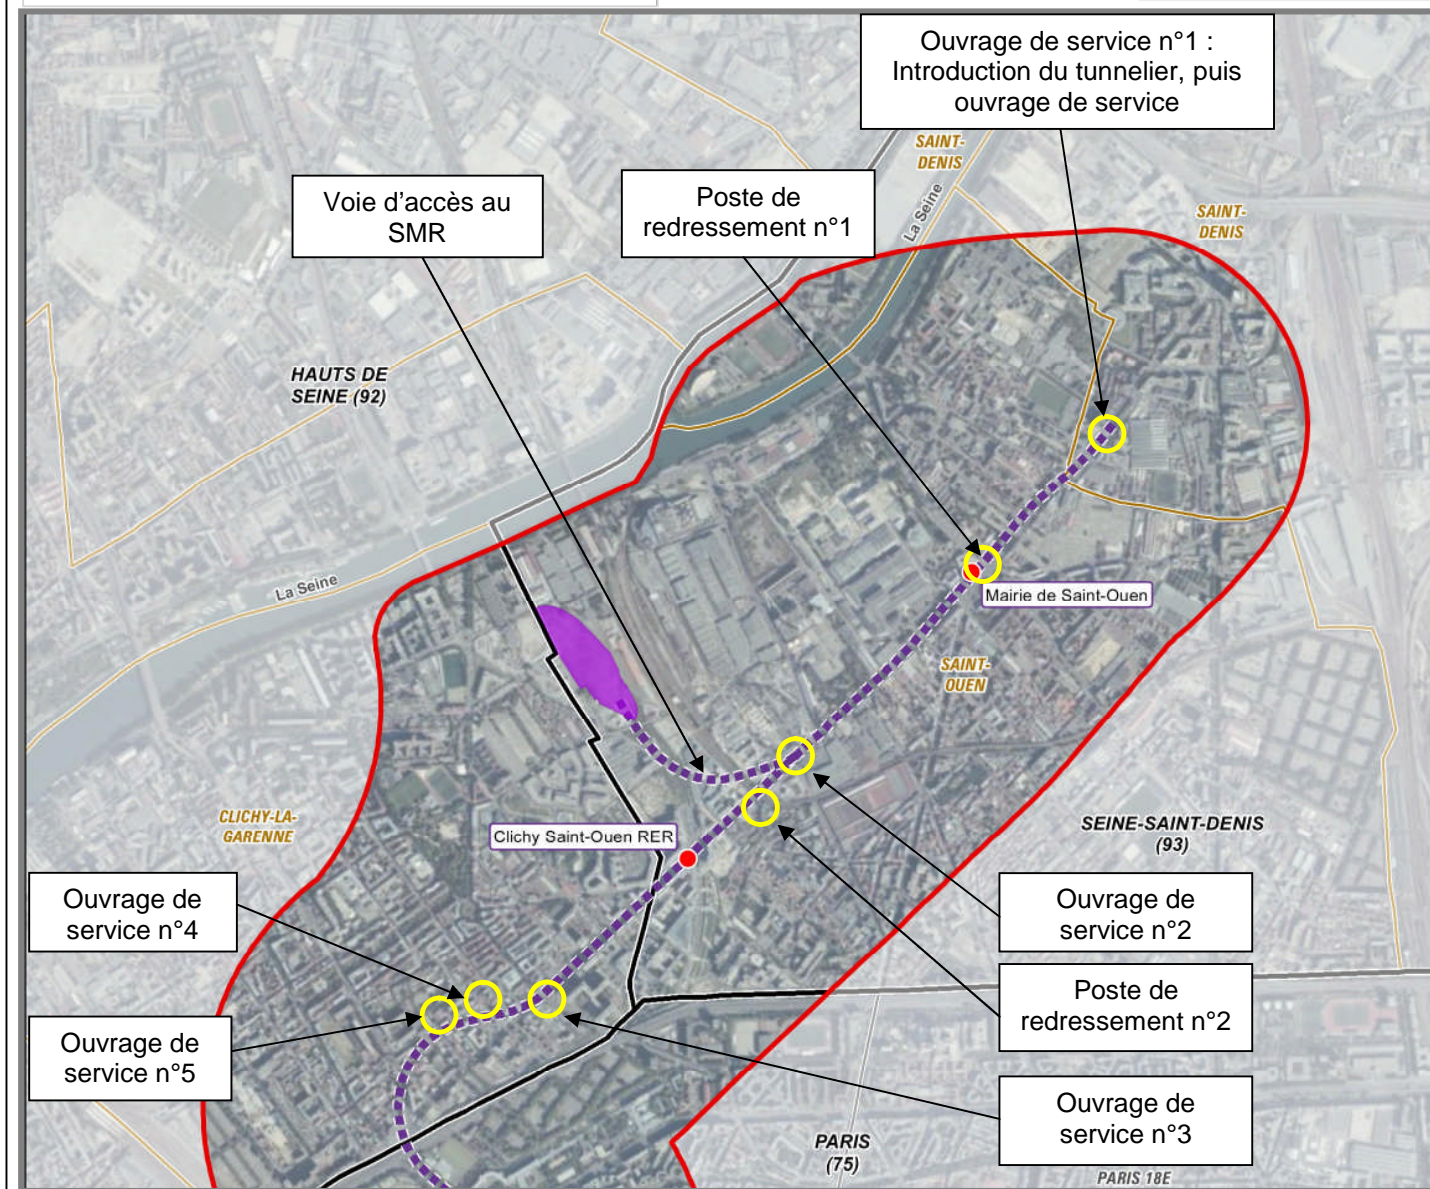 Ouvrage de service n°1 :
Introduction du tunnelier, puis
ouvrage de service
SAINT-
DENIS
Voie d'accès au
SMR
Poste de
redressement n°1
La Seine
SAINT-
DENIS
HAUTS DE
SEINE (92)
La Seine
Mairie de Saint-Ouen
SAINT-
OUEN
CLICHY-LA-
GARENNE
Clichy Saint-Ouen RER
SEINE-SAINT-DENIS
(93)
Ouvrage de
service n°4
Ouvrage de
service n°2
Poste de
redressement n°2
Ouvrage de
service n°5
Ouvrage de
service n°3
PARIS
(75)
PARIS 18E